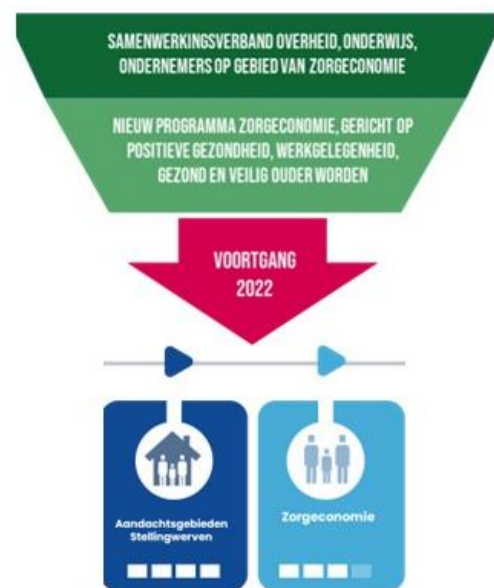 SAMENWERKINGSVERBAND OVERHEID, ONDERWIJS,
ONDERNEMERS OP GEBIED VAN ZORGECONOMIE
NIEUW PROGRAMMA ZORGECONOMIE, GERICHT OP
POSITIEVE GEZONDHEID, WERKGELEGENHEID,
GEZOND EN VEILIG OUDER WORDEN
VOORTGANG
2022
Aandachtsgebieden
Stellingwerven
Zorgeconomie